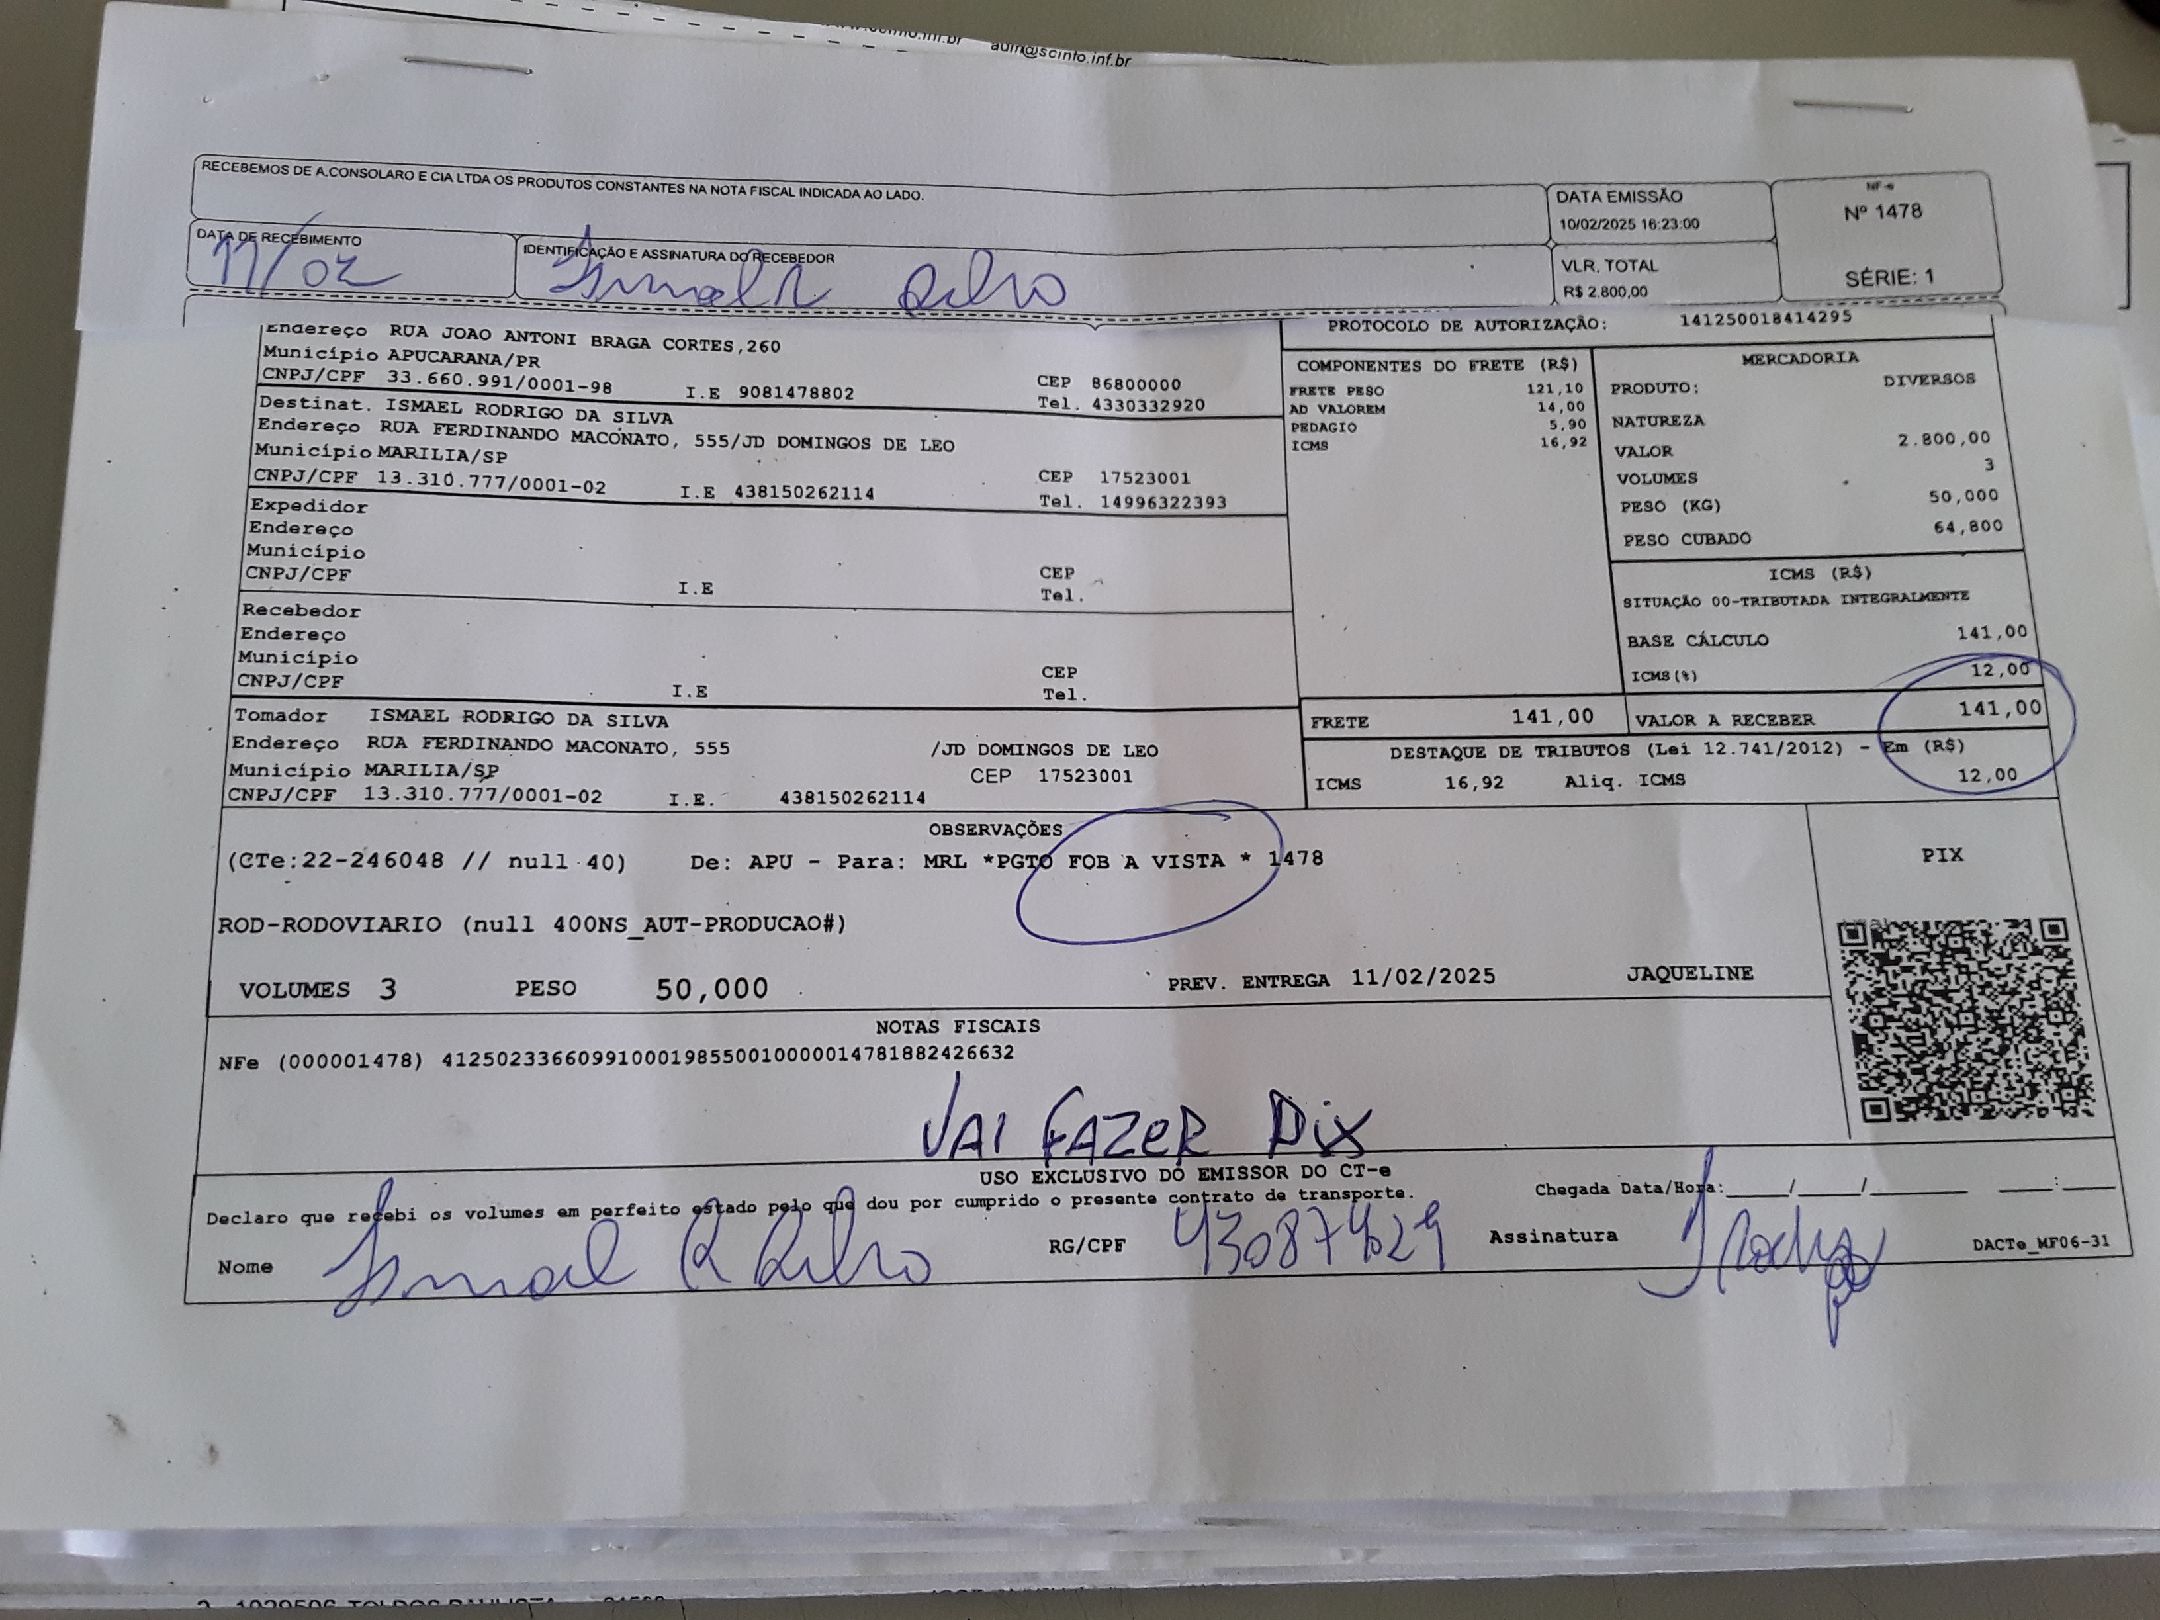 adm@scinfo.inf.br
RECEBEMOS DE A.CONSOLARO E CIA LTDA OS PRODUTOS CONSTANTES NA NOTA FISCAL INDICADA AO LADO.
DATA EMISSÃO
10/02/2025 16:23:00
NF-e
Nº 1478
SÉRIE: 1
DATA DE RECEBIMENTO
11/02
IDENTIFICAÇÃO E ASSINATURA DO RECEBEDOR
VLR. TOTAL
R$ 2.800,00
Endereço RUA JOAO ANTONI BRAGA CORTES,260
Município APUCARANA/PR
CNPJ/CPF 33.660.991/0001-98 I.E 9081478802 CEP 86800000
Tel. 4330332920
Destinat. ISMAEL RODRIGO DA SILVA
Endereço RUA FERDINANDO MACONATO, 555/JD DOMINGOS DE LEO
Município MARILIA/SP
CNPJ/CPF 13.310.777/0001-02 I.E 438150262114 CEP 17523001
Tel. 14996322393
Expedidor
Endereço
Município
CNPJ/CPF I.E CEP
Tel.
Recebedor
Endereço
Município
CNPJ/CPF I.E CEP
Tel.
Tomador ISMAEL RODRIGO DA SILVA
Endereço RUA FERDINANDO MACONATO, 555 /JD DOMINGOS DE LEO
Município MARILIA/SP CEP 17523001
CNPJ/CPF 13.310.777/0001-02 I.E. 438150262114
PROTOCOLO DE AUTORIZAÇÃO: 141250018414295
COMPONENTES DO FRETE (R$)
FRETE PESO 121,10
AD VALOREM 14,00
PEDAGIO 5,90
ICMS 16,92
MERCADORIA
PRODUTO: DIVERSOS
NATUREZA
VALOR 2.800,00
VOLUMES 3
PESO (KG) 50,000
PESO CUBADO 64,800
ICMS (R$)
SITUAÇÃO 00-TRIBUTADA INTEGRALMENTE
BASE CÁLCULO 141,00
ICMS(%) 12,00
FRETE 141,00 VALOR A RECEBER 141,00
DESTAQUE DE TRIBUTOS (Lei 12.741/2012) - Em (R$)
ICMS 16,92 Aliq. ICMS 12,00
OBSERVAÇÕES
(CTe:22-246048 // null 40) De: APU - Para: MRL *PGTO FOB A VISTA * 1478
ROD-RODOVIARIO (null 400NS_AUT-PRODUCAO#)
VOLUMES 3 PESO 50,000 PREV. ENTREGA 11/02/2025 JAQUELINE
PIX
NOTAS FISCAIS
NFe (000001478) 41250233660991000198550010000014781882426632
VAI FAZER PIX
USO EXCLUSIVO DO EMISSOR DO CT-e
Declaro que recebi os volumes em perfeito estado pelo que dou por cumprido o presente contrato de transporte.
Chegada Data/Hora:_____/_____/________ ____:____
Nome Ismael R RG/CPF 430874629 Assinatura
DACTe_MF06-31